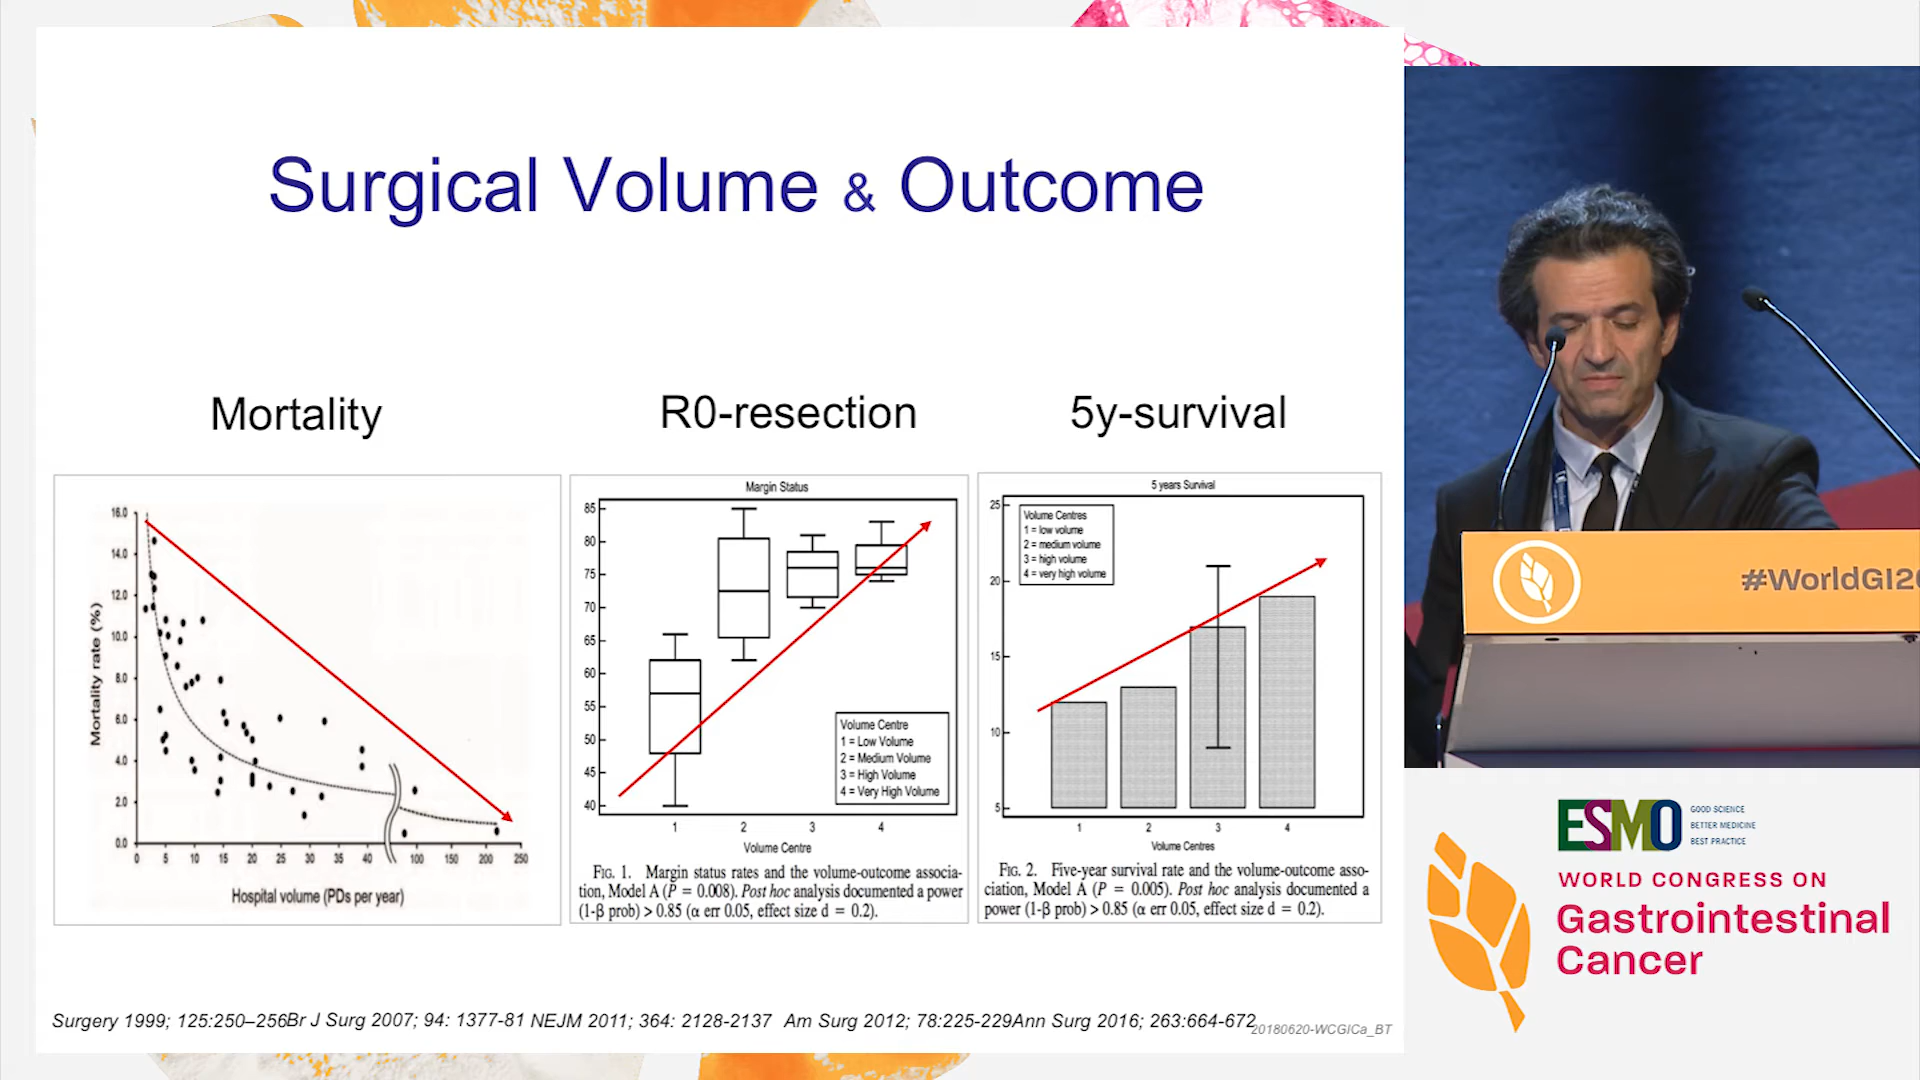 Surgical Volume & Outcome
Mortality
R0-resection
5y-survival
Mortality rate (%)
16.0
14.0
12.0
10.0
8.0
6.0
4.0
2.0
0.0
0 5 10 15 20 25 30 35 40 100 150 200 250
Hospital volume (PDs per year)
Margin Status
85
80
75
70
65
60
55
50
45
40
Volume Centre
1 = Low Volume
2 = Medium Volume
3 = High Volume
4 = Very High Volume
1 2 3 4
Volume Centre
FIG. 1. Margin status rates and the volume-outcome associa-
tion, Model A (P = 0.008). Post hoc analysis documented a power
(1-β prob) > 0.85 (α err 0.05, effect size d = 0.2).
5 years Survival
25
20
15
10
5
Volume Centres
1 = low volume
2 = medium volume
3 = high volume
4 = very high volume
1 2 3 4
Volume Centres
FIG. 2. Five-year survival rate and the volume-outcome asso-
ciation, Model A (P = 0.005). Post hoc analysis documented a
power (1-β prob) > 0.85 (α err 0.05, effect size d = 0.2).
Surgery 1999; 125:250–256Br J Surg 2007; 94: 1377-81 NEJM 2011; 364: 2128-2137 Am Surg 2012; 78:225-229Ann Surg 2016; 263:664-672
20180620-WCGICa_BT
#WorldGI20
ESMO
GOOD SCIENCE
BETTER MEDICINE
BEST PRACTICE
WORLD CONGRESS ON
Gastrointestinal
Cancer